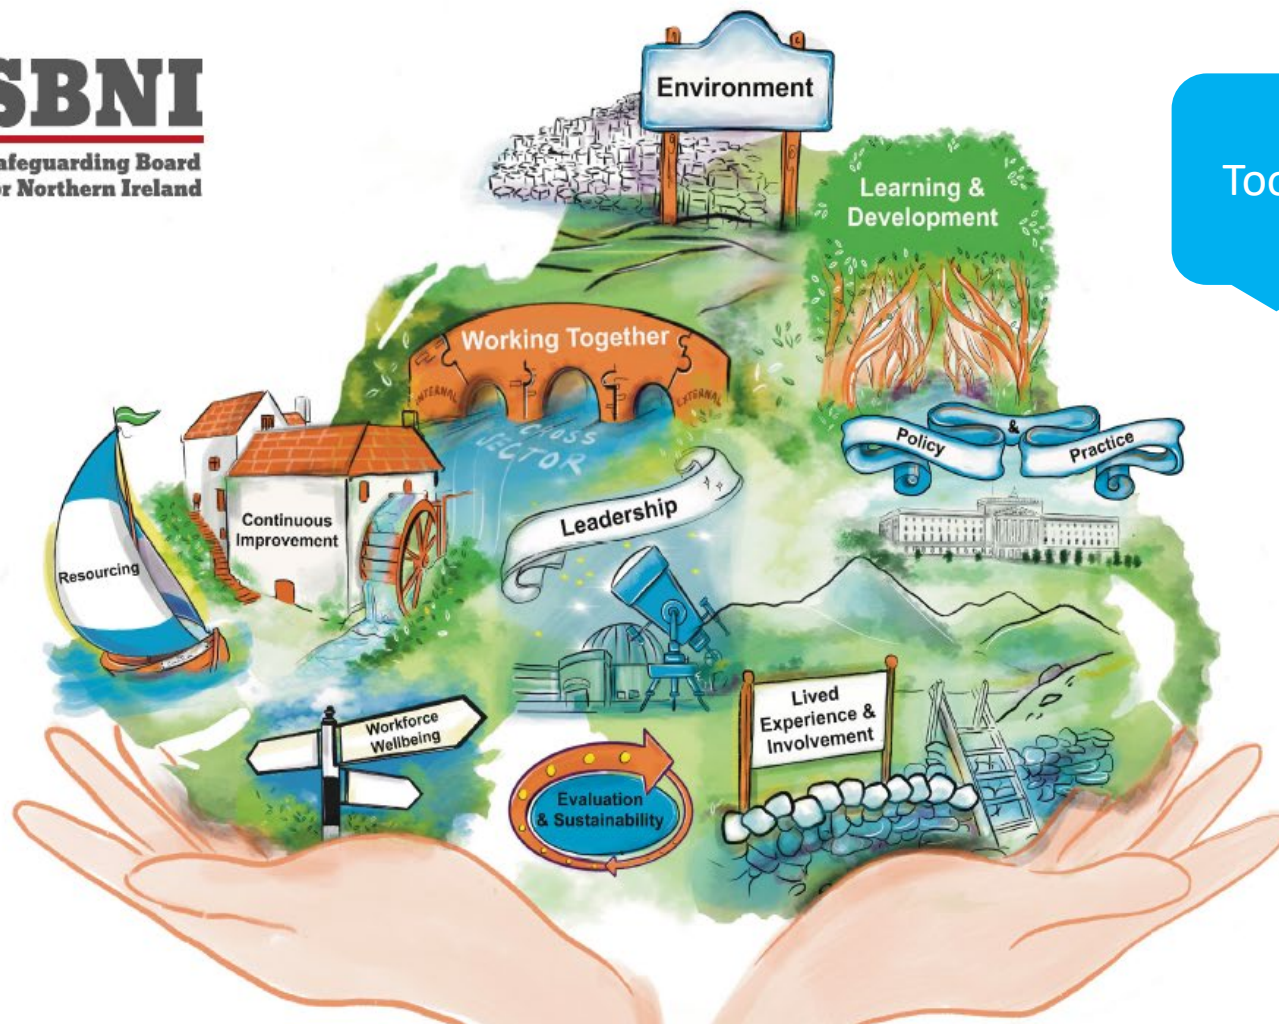 SBNI
afeguarding Board
or Northern Ireland
Environment
Too
Learning &
Development
Working Together
INTERNAL
EXTERNAL
CROSS
SECTOR
Policy
&
Practice
Leadership
Continuous
Improvement
Resourcing
Lived
Experience &
Involvement
Workforce
Wellbeing
Evaluation
& Sustainability